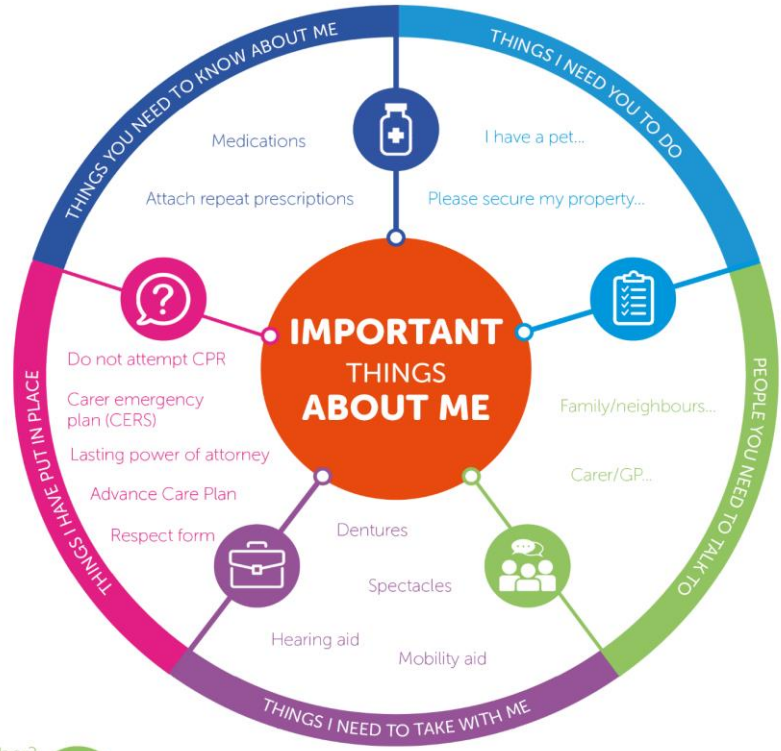 THINGS YOU NEED TO KNOW ABOUT ME
Medications
Attach repeat prescriptions
THINGS I NEED YOU TO DO
I have a pet...
Please secure my property...
IMPORTANT
THINGS
ABOUT ME
PEOPLE YOU NEED TO TALK TO
Family/neighbours...
Carer/GP...
THINGS I HAVE PUT IN PLACE
Do not attempt CPR
Carer emergency
plan (CERS)
Lasting power of attorney
Advance Care Plan
Respect form
Dentures
Spectacles
Hearing aid
Mobility aid
THINGS I NEED TO TAKE WITH ME